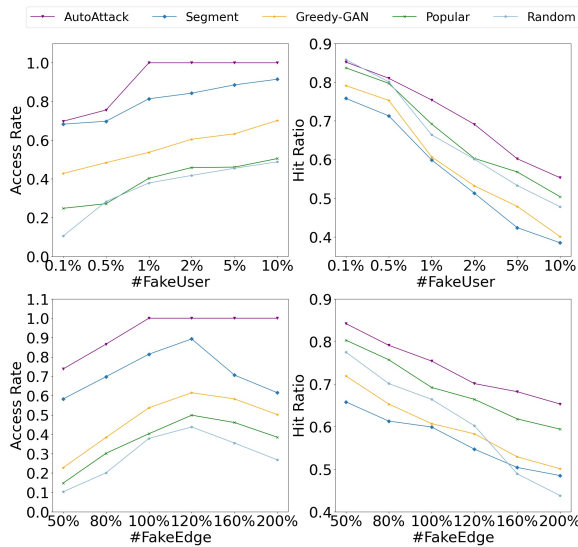 AutoAttack Segment Greedy-GAN Popular Random
Access Rate
1.0
0.8
0.6
0.4
0.2
0.0
0.1% 0.5% 1% 2% 5% 10%
#FakeUser
Hit Ratio
0.9
0.8
0.7
0.6
0.5
0.4
0.1% 0.5% 1% 2% 5% 10%
#FakeUser
Access Rate
1.1
1.0
0.9
0.8
0.7
0.6
0.5
0.4
0.3
0.2
0.1
0.0
50% 80% 100% 120% 160% 200%
#FakeEdge
Hit Ratio
0.9
0.8
0.7
0.6
0.5
0.4
50% 80% 100% 120% 160% 200%
#FakeEdge